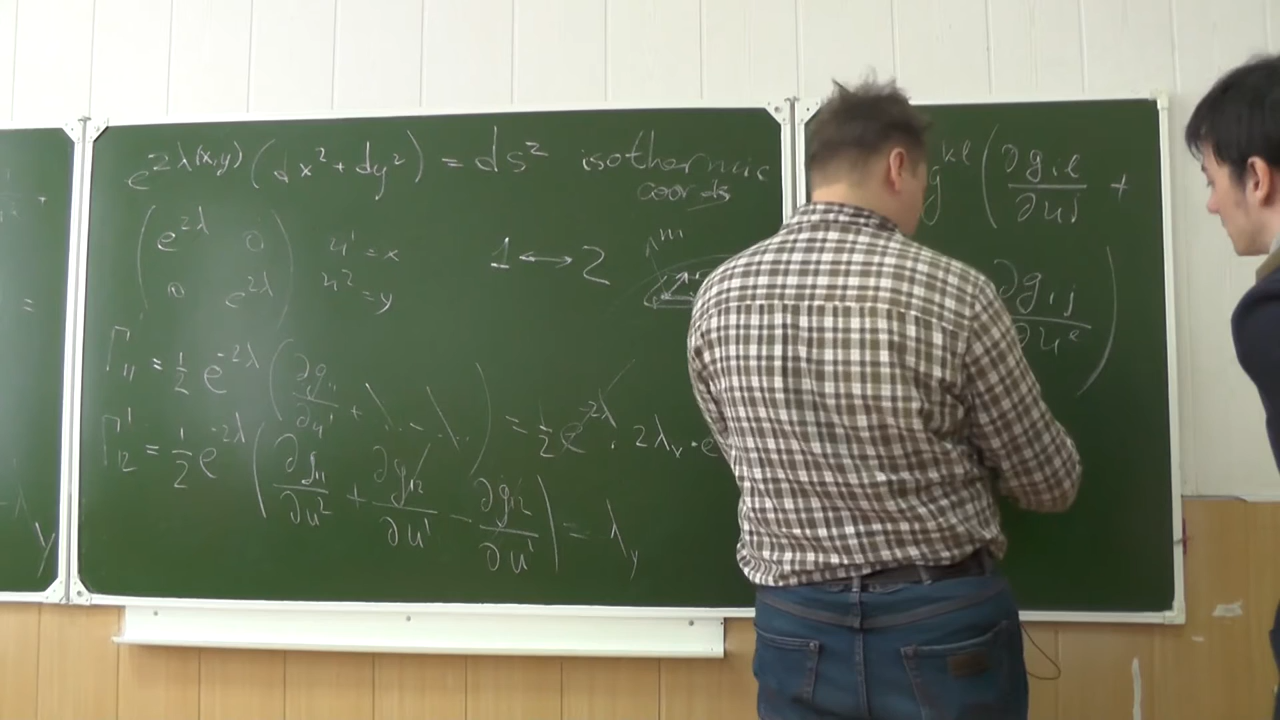 e^{2λ(x,y)} (dx² + dy²) = ds² isothermic
coords
( e^{2λ} 0 ) u¹ = x
( 0 e^{2λ} ) u² = y
1 ↔ 2
m
Γ₁₁ = 1/2 e^{-2λ} ( ∂g₁₁/∂u¹ + \ ... \ ) = 1/2 e^{-2λ} · 2λ
Γ¹₁₂ = 1/2 e^{-2λ} ( ∂g₁₁/∂u² + ∂g₁₂/∂u¹ - ∂g₁₂/∂u¹ ) = λ_y
g^{kl} ( ∂g_{il}/∂u^j +
∂g_{ij}/∂u^l )
+
=
λ y